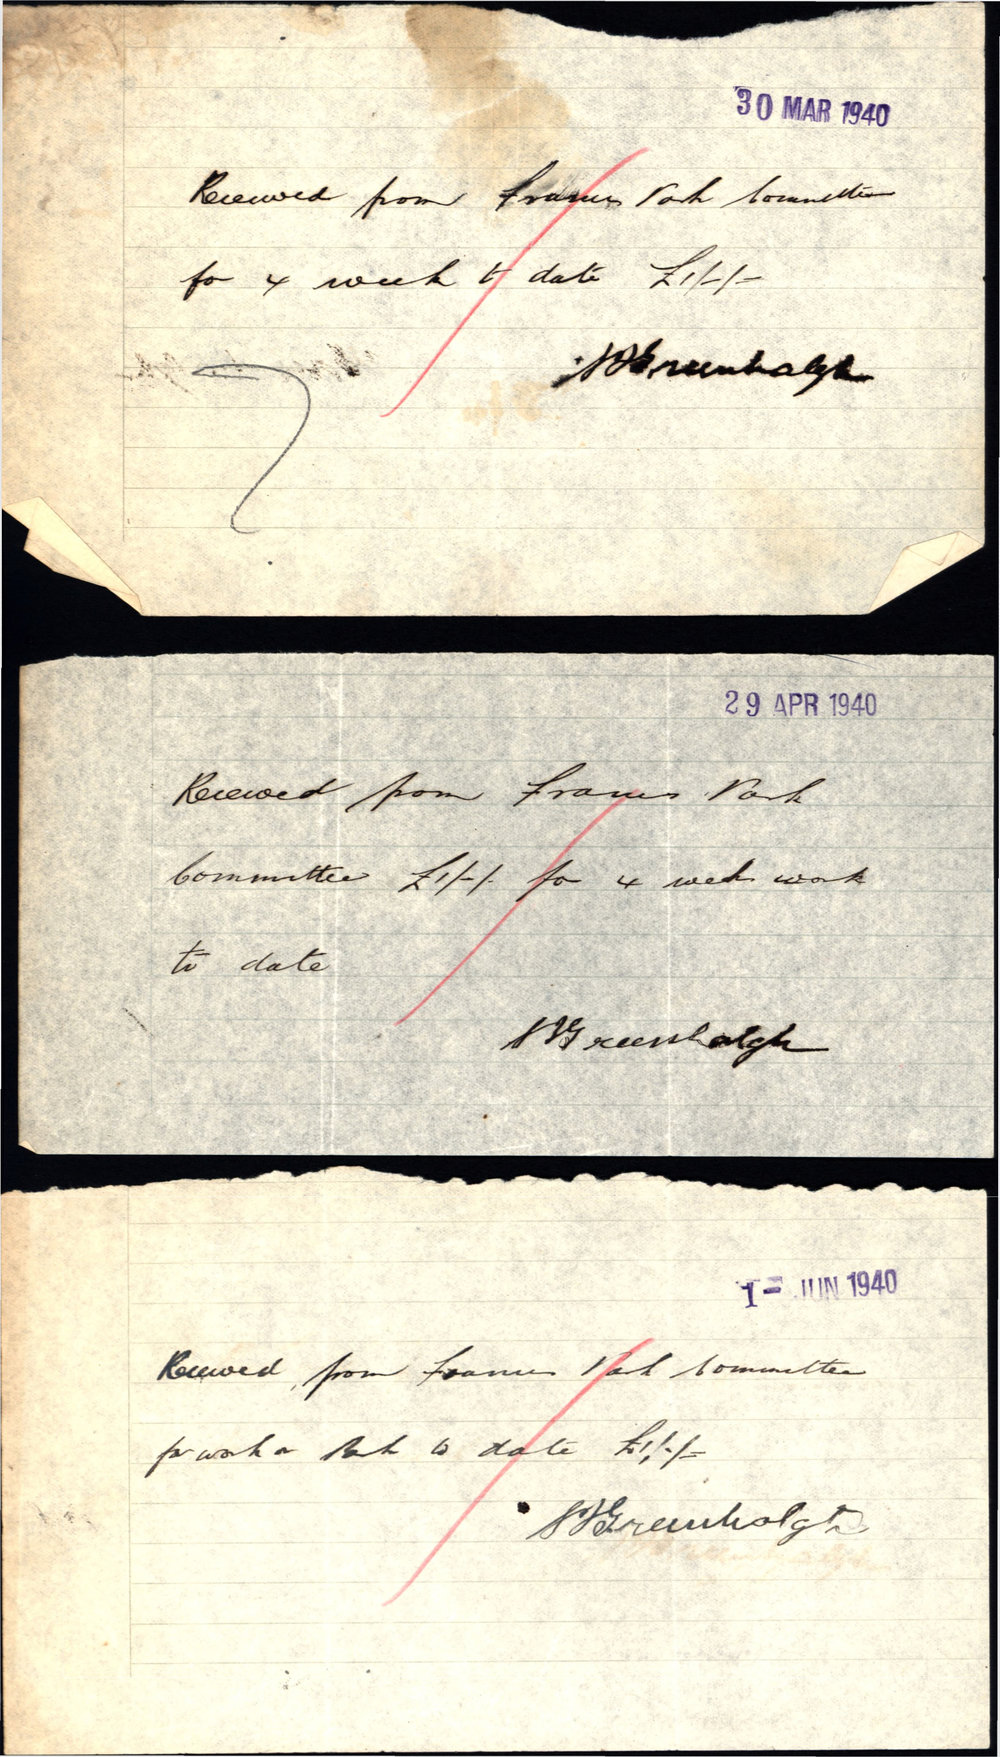 30 MAR 1940
Received from Frames Park Committee
for 4 week to date £1/-/-
Greenhalgh
29 APR 1940
Received from Frames Park
Committee £1/-/- for 4 week work
to date
Greenhalgh
1- JUN 1940
Received from Frames Park Committee
for work on Park to date £1/-/-
Greenhalgh